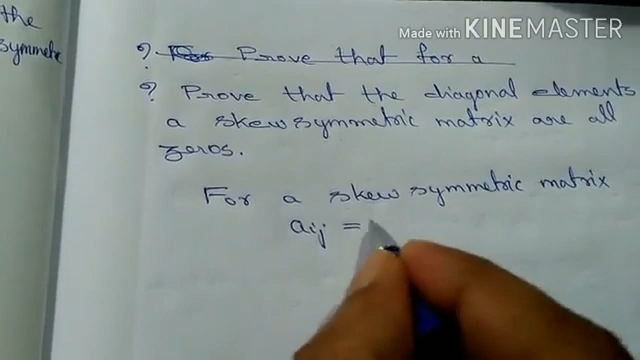 the
symmetric
Made with KINEMASTER
? For Prove that for a
? Prove that the diagonal elements
a skew symmetric matrix are all
zeros.
For a skew symmetric matrix
aij =